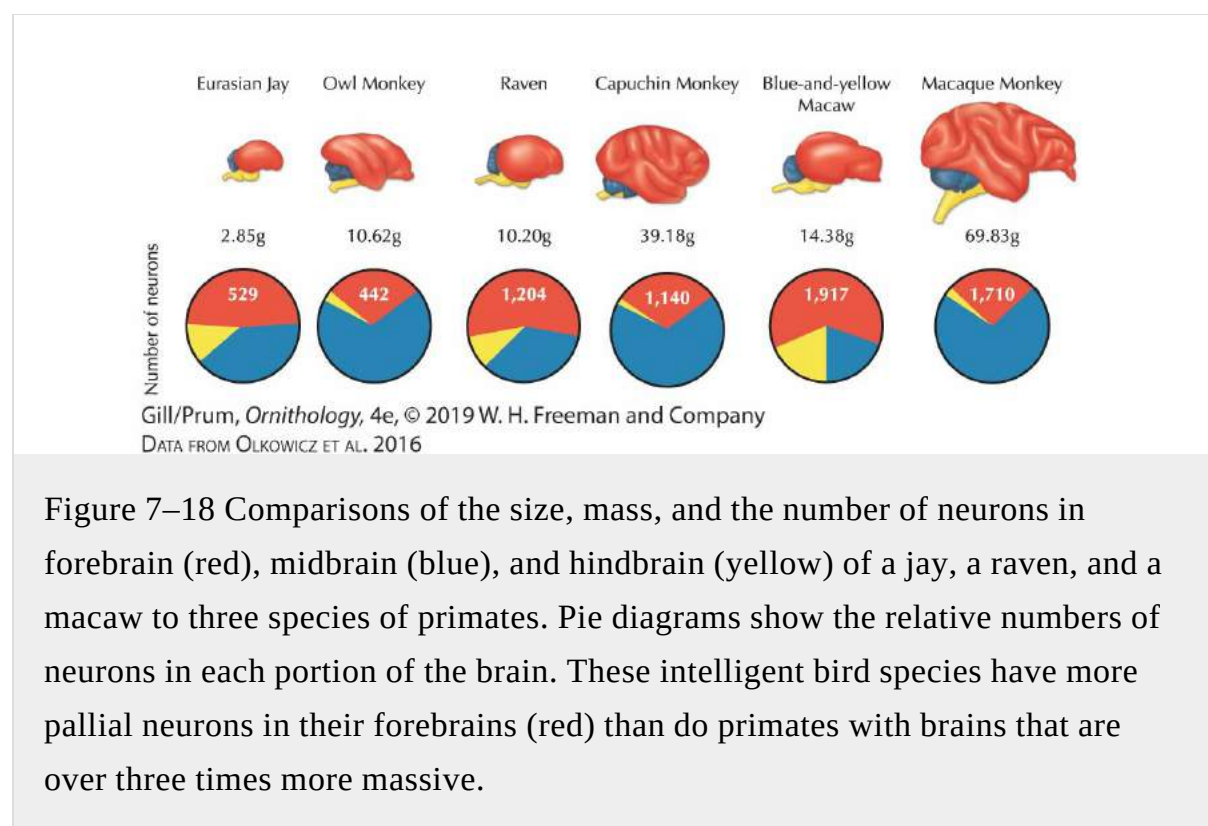 Eurasian Jay Owl Monkey Raven Capuchin Monkey Blue-and-yellow Macaw Macaque Monkey
2.85g 10.62g 10.20g 39.18g 14.38g 69.83g
Number of neurons
529 442 1,204 1,140 1,917 1,710
Gill/Prum, Ornithology, 4e, © 2019 W. H. Freeman and Company
DATA FROM OLKOWICZ ET AL. 2016
Figure 7–18 Comparisons of the size, mass, and the number of neurons in
forebrain (red), midbrain (blue), and hindbrain (yellow) of a jay, a raven, and a
macaw to three species of primates. Pie diagrams show the relative numbers of
neurons in each portion of the brain. These intelligent bird species have more
pallial neurons in their forebrains (red) than do primates with brains that are
over three times more massive.